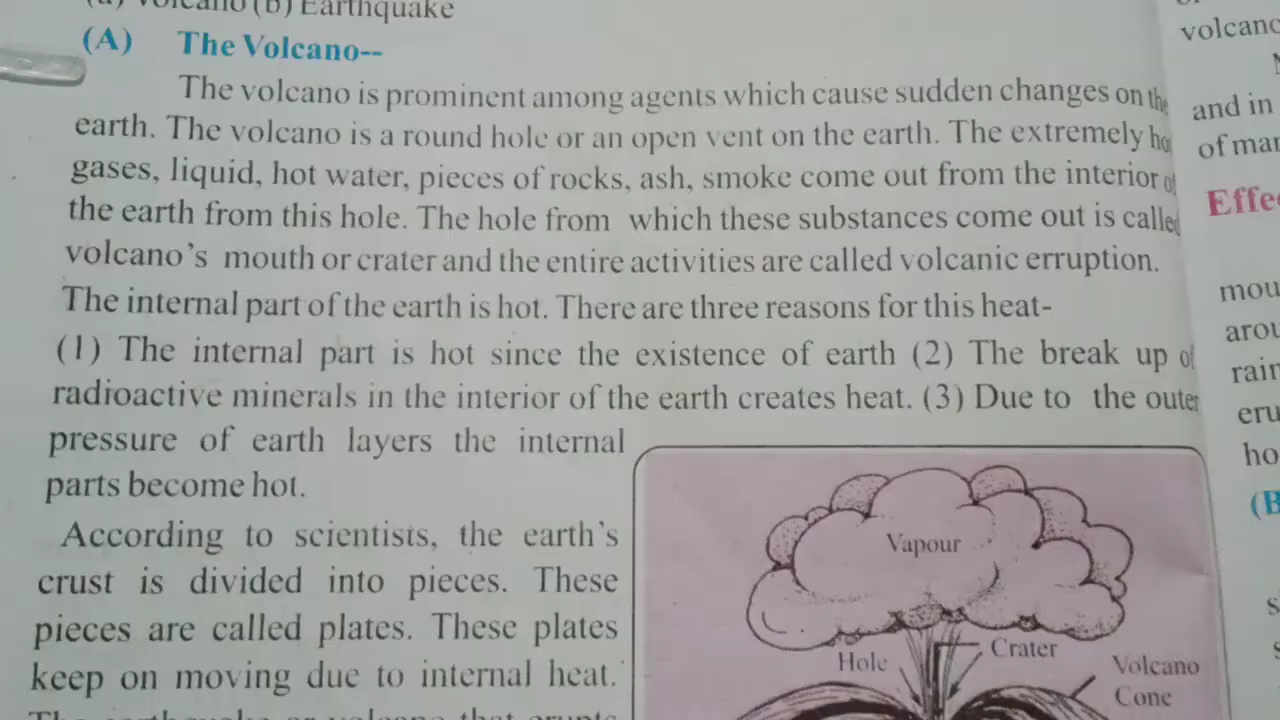 (a) Volcano (b) Earthquake
(A) The Volcano--
The volcano is prominent among agents which cause sudden changes on the
earth. The volcano is a round hole or an open vent on the earth. The extremely
gases, liquid, hot water, pieces of rocks, ash, smoke come out from the interior
the earth from this hole. The hole from which these substances come out is called
volcano's mouth or crater and the entire activities are called volcanic erruption.
The internal part of the earth is hot. There are three reasons for this heat-
(1) The internal part is hot since the existence of earth (2) The break up of
radioactive minerals in the interior of the earth creates heat. (3) Due to the outer
pressure of earth layers the internal
parts become hot.
According to scientists, the earth's
crust is divided into pieces. These
pieces are called plates. These plates
keep on moving due to internal heat.
Vapour
Hole
Crater
Volcano
Cone
volcano
and in
of
(B